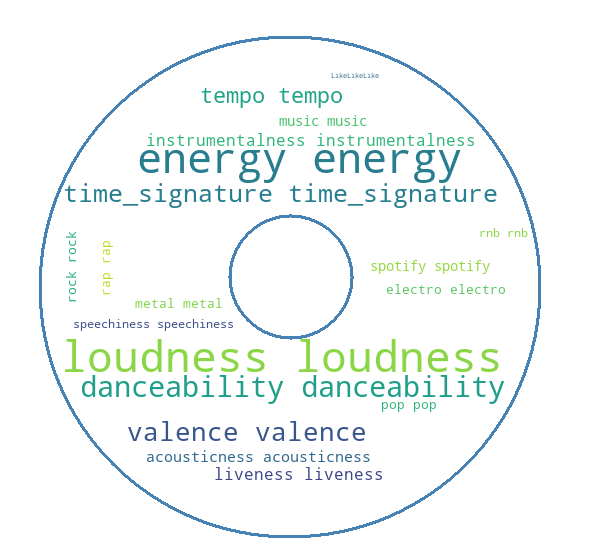 LikeLikeLike
tempo tempo
music music
instrumentalness instrumentalness
energy energy
time_signature time_signature
rnb rnb
rock rock
rap rap
spotify spotify
electro electro
metal metal
speechiness speechiness
loudness loudness
danceability danceability
pop pop
valence valence
acousticness acousticness
liveness liveness